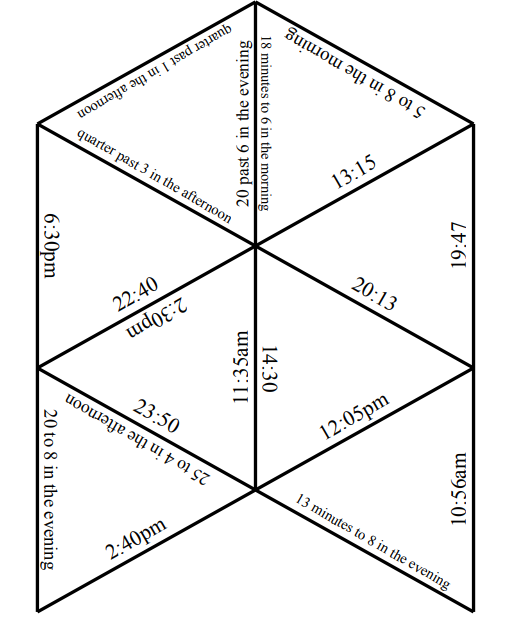 quarter past 1 in the afternoon
20 past 6 in the evening
18 minutes to 6 in the morning
5 to 8 in the morning
quarter past 3 in the afternoon
13:15
6:30pm
19:47
22:40
2:30pm
20:13
11:35am
14:30
23:50
25 to 4 in the afternoon
12:05pm
20 to 8 in the evening
10:56am
2:40pm
13 minutes to 8 in the evening